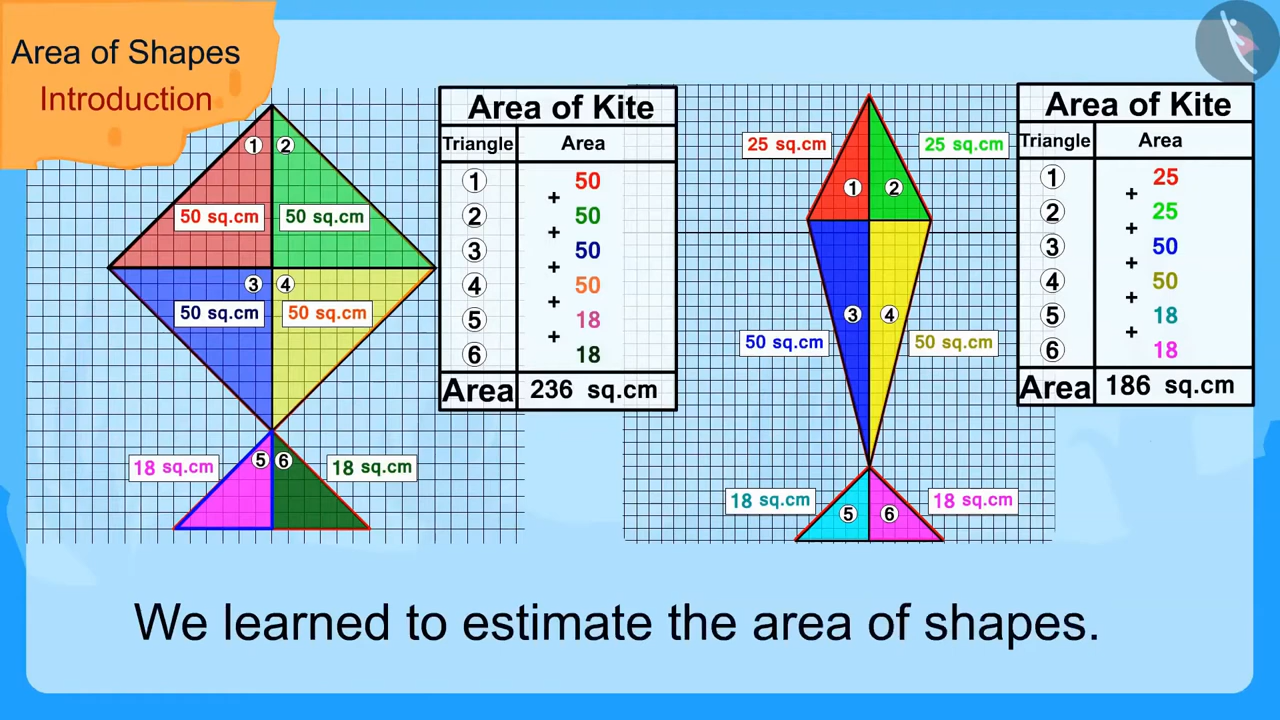 Area of Shapes
Introduction
1 2
50 sq.cm 50 sq.cm
3 4
50 sq.cm 50 sq.cm
5 6
18 sq.cm 18 sq.cm
Area of Kite
Triangle Area
1 50
+
2 50
+
3 50
+
4 50
+
5 18
+
6 18
Area 236 sq.cm
25 sq.cm 25 sq.cm
1 2
3 4
50 sq.cm 50 sq.cm
18 sq.cm 18 sq.cm
5 6
Area of Kite
Triangle Area
1 25
+
2 25
+
3 50
+
4 50
+
5 18
+
6 18
Area 186 sq.cm
We learned to estimate the area of shapes.